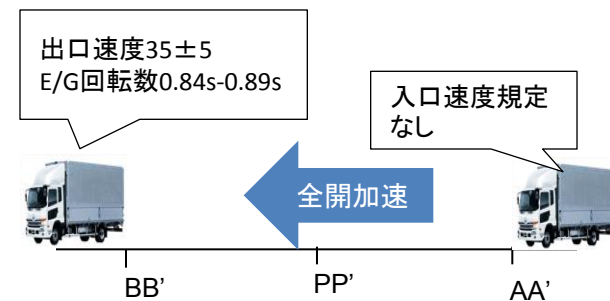 出口速度35±5
E/G回転数0.84s-0.89s
入口速度規定
なし
全開加速
BB'
PP'
AA'